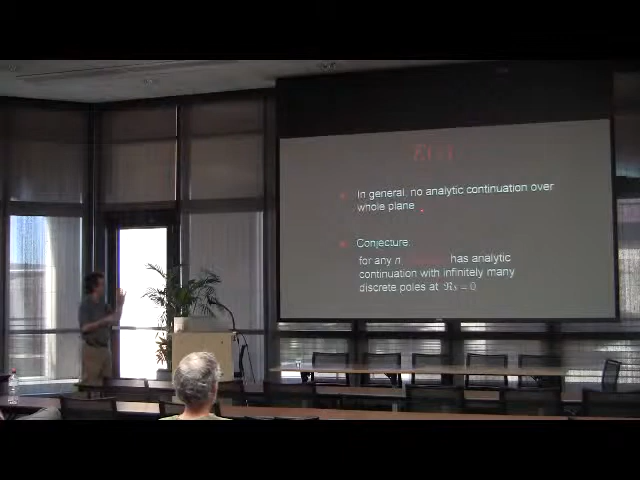 In general, no analytic continuation over
whole plane
Conjecture:
for any n has analytic
continuation with infinitely many
discrete poles at ℜs = 0